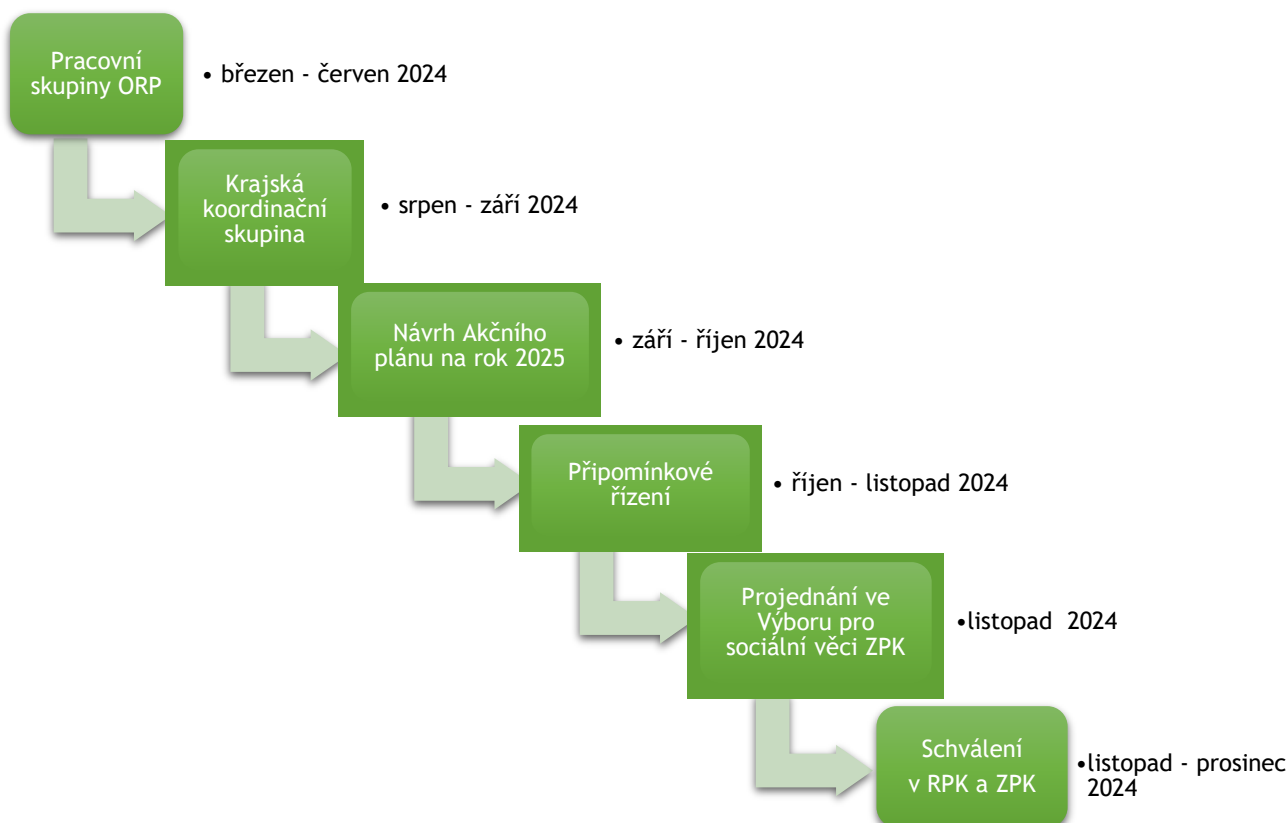 Pracovní
skupiny ORP
• březen - červen 2024
Krajská
koordinační
skupina
• srpen - září 2024
Návrh Akčního
plánu na rok 2025
• září - říjen 2024
Připomínkové
řízení
• říjen - listopad 2024
Projednání ve
Výboru pro
sociální věci ZPK
•listopad  2024
Schválení
v RPK a ZPK
•listopad - prosinec
2024